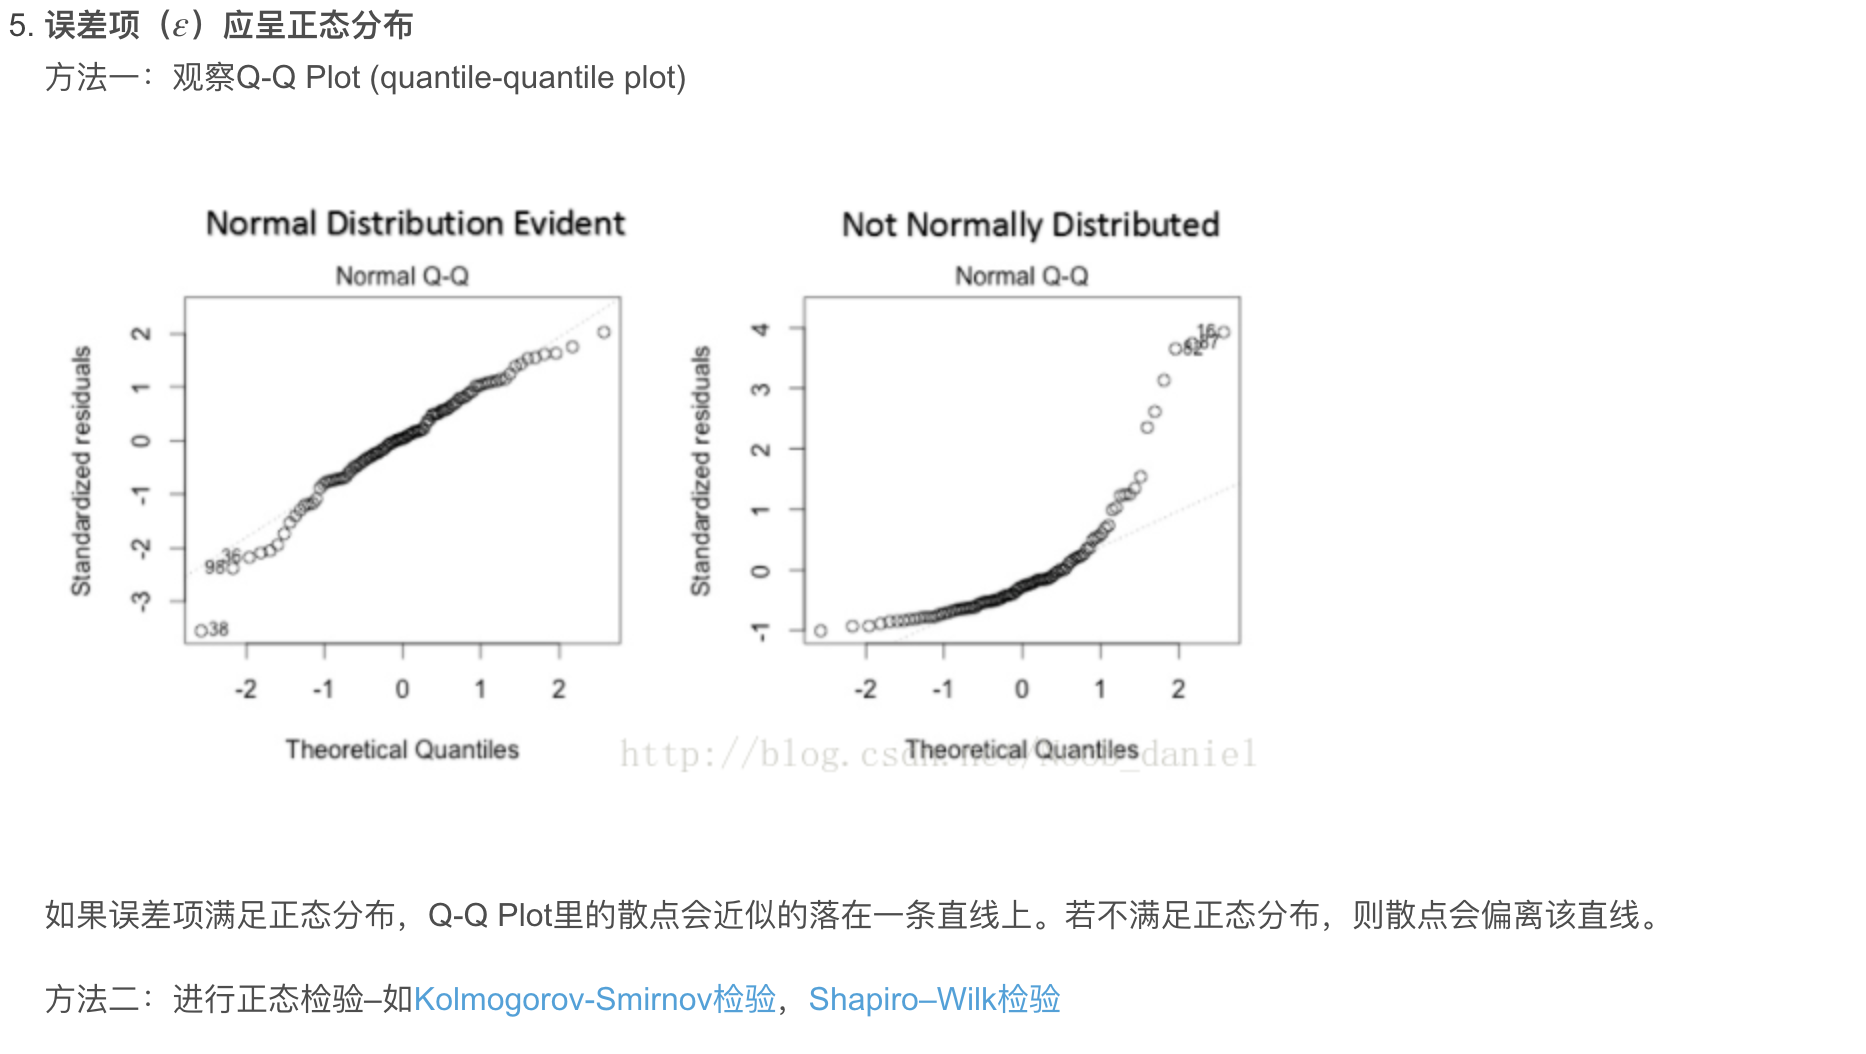 5. 误差项（ε）应呈正态分布
方法一：观察Q-Q Plot (quantile-quantile plot)
Normal Distribution Evident
Normal Q-Q
Standardized residuals
2
1
0
-1
-2
-3
36
98
38
-2 -1 0 1 2
Theoretical Quantiles
Not Normally Distributed
Normal Q-Q
Standardized residuals
4
3
2
1
0
-1
16
82
67
-2 -1 0 1 2
Theoretical Quantiles
http://blog.csdn.net/Noob_daniel
如果误差项满足正态分布，Q-Q Plot里的散点会近似的落在一条直线上。若不满足正态分布，则散点会偏离该直线。
方法二：进行正态检验–如Kolmogorov-Smirnov检验，Shapiro–Wilk检验